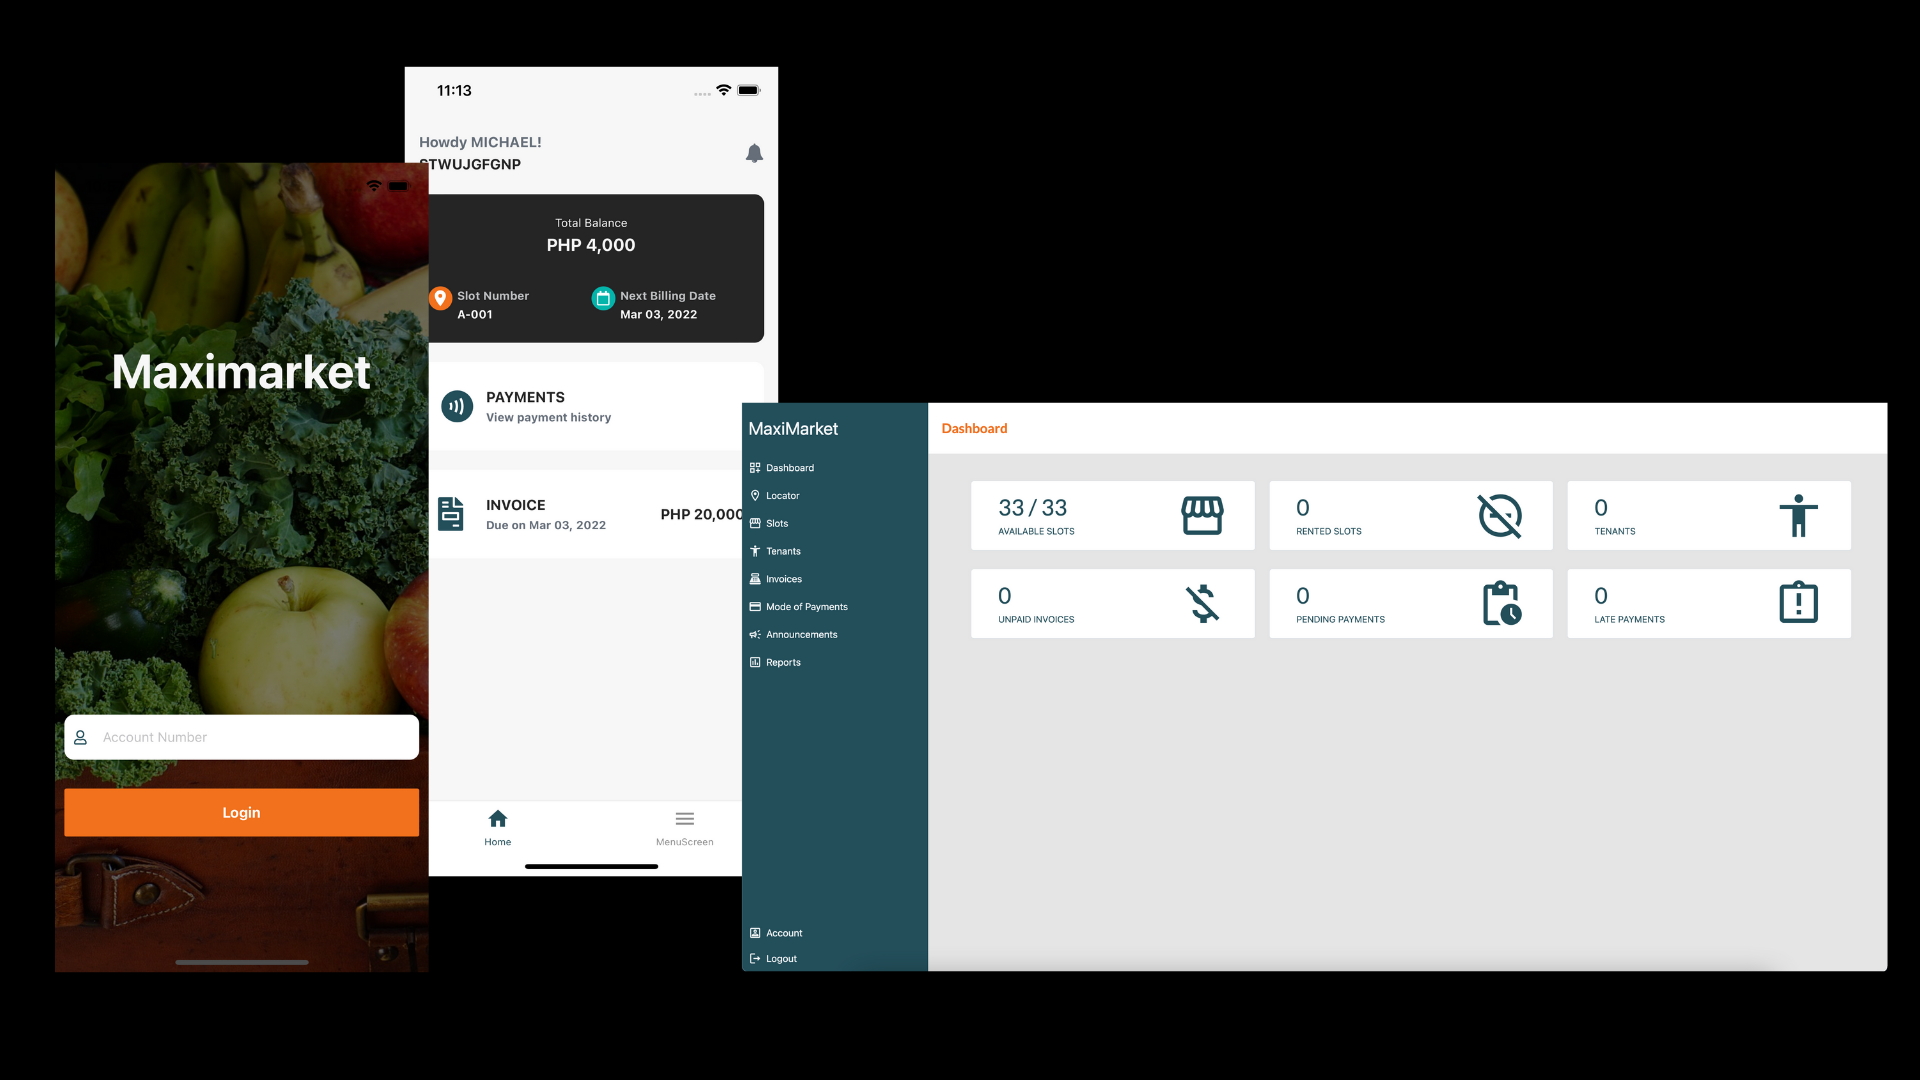 Maximarket
Account Number
Login
11:13
Howdy MICHAEL!
STWUJGFGNP
Total Balance
PHP 4,000
Slot Number
A-001
Next Billing Date
Mar 03, 2022
PAYMENTS
View payment history
INVOICE
Due on Mar 03, 2022
PHP 20,000
Home
MenuScreen
MaxiMarket
Dashboard
Locator
Slots
Tenants
Invoices
Mode of Payments
Announcements
Reports
Account
Logout
Dashboard
33 / 33
AVAILABLE SLOTS
0
RENTED SLOTS
0
TENANTS
0
UNPAID INVOICES
0
PENDING PAYMENTS
0
LATE PAYMENTS